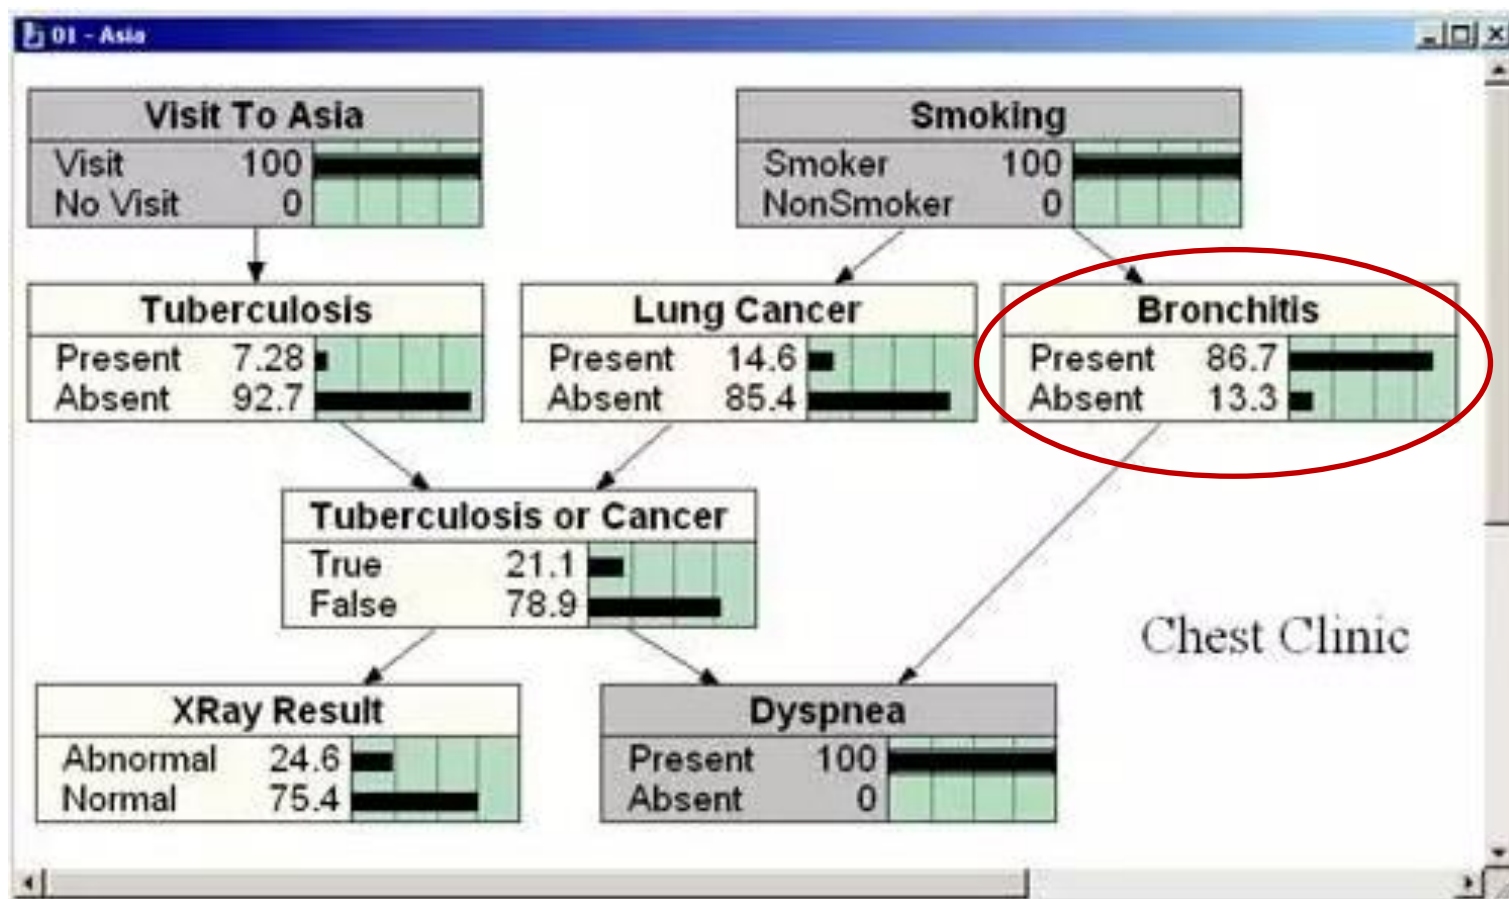 01 - Asia
Visit To Asia
Visit 100
No Visit 0
Smoking
Smoker 100
NonSmoker 0
Tuberculosis
Present 7.28
Absent 92.7
Lung Cancer
Present 14.6
Absent 85.4
Bronchitis
Present 86.7
Absent 13.3
Tuberculosis or Cancer
True 21.1
False 78.9
Chest Clinic
XRay Result
Abnormal 24.6
Normal 75.4
Dyspnea
Present 100
Absent 0